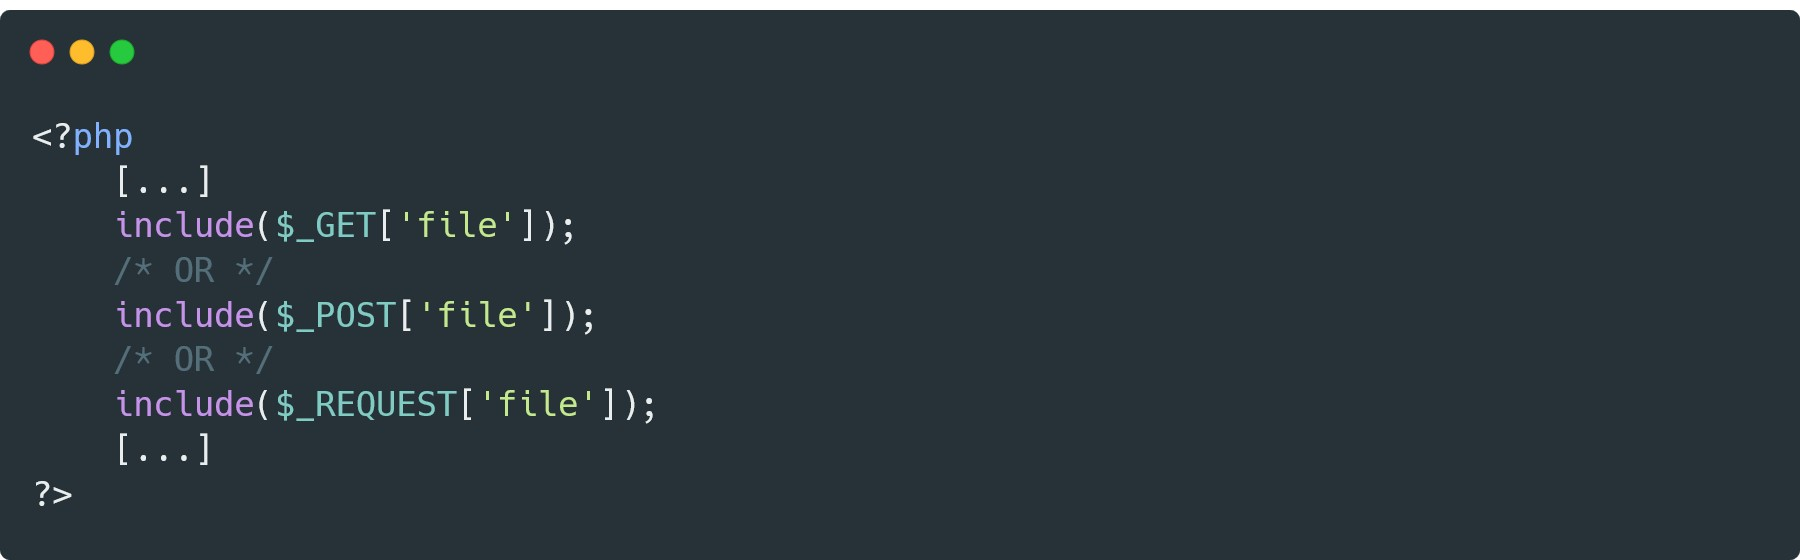 <?php
    [...]
    include($_GET['file']);
    /* OR */
    include($_POST['file']);
    /* OR */
    include($_REQUEST['file']);
    [...]
?>